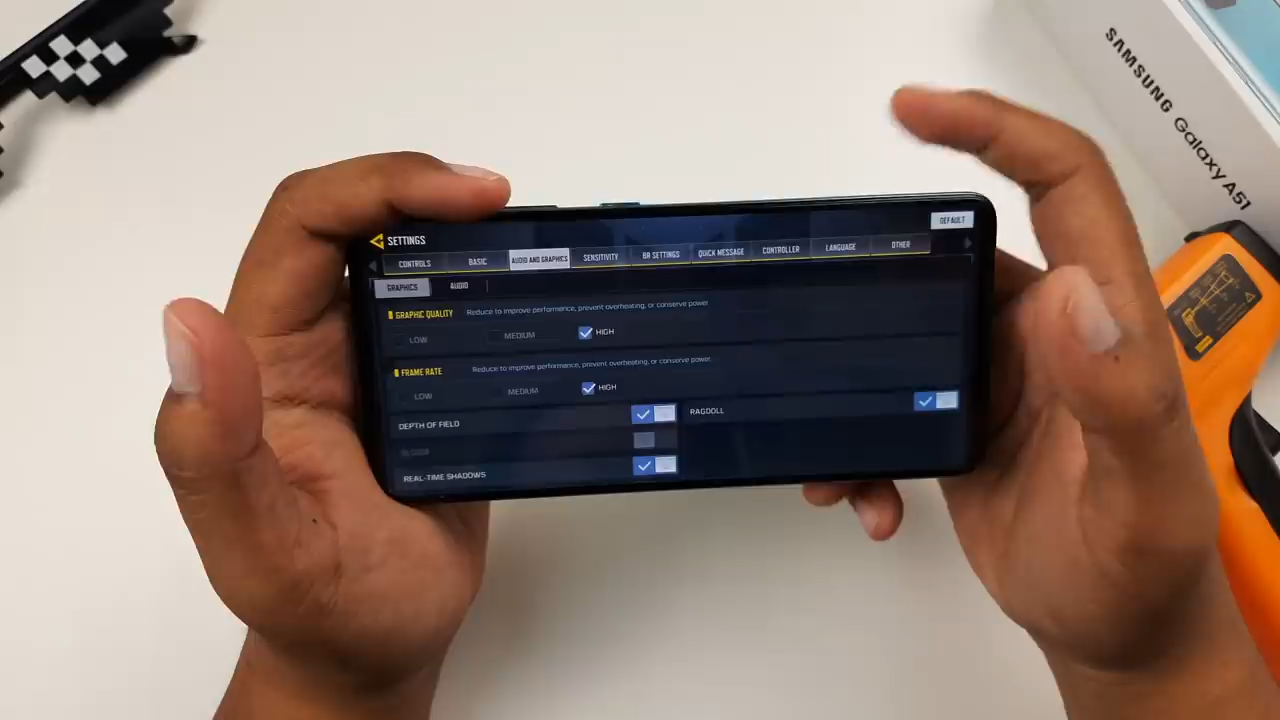 SAMSUNG Galaxy A51
SETTINGS
DEFAULT
CONTROLS BASIC AUDIO AND GRAPHICS SENSITIVITY BR SETTINGS QUICK MESSAGE CONTROLLER LANGUAGE OTHER
GRAPHICS AUDIO
GRAPHIC QUALITY Reduce to improve performance, prevent overheating, or conserve power
LOW MEDIUM HIGH
FRAME RATE Reduce to improve performance, prevent overheating, or conserve power
LOW MEDIUM HIGH
DEPTH OF FIELD RAGDOLL
REAL-TIME SHADOWS